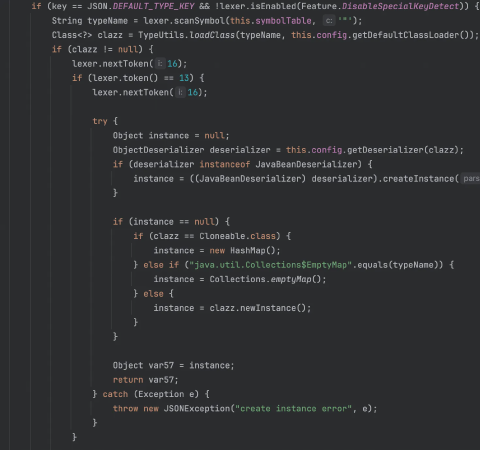 if (key == JSON.DEFAULT_TYPE_KEY && !lexer.isEnabled(Feature.DisableSpecialKeyDetect)) {
String typeName = lexer.scanSymbol(this.symbolTable, c: '"');
Class<?> clazz = TypeUtils.loadClass(typeName, this.config.getDefaultClassLoader());
if (clazz != null) {
lexer.nextToken( i: 16);
if (lexer.token() == 13) {
lexer.nextToken( i: 16);
try {
Object instance = null;
ObjectDeserializer deserializer = this.config.getDeserializer(clazz);
if (deserializer instanceof JavaBeanDeserializer) {
instance = ((JavaBeanDeserializer) deserializer).createInstance( pars
}
if (instance == null) {
if (clazz == Cloneable.class) {
instance = new HashMap();
} else if ("java.util.Collections$EmptyMap".equals(typeName)) {
instance = Collections.emptyMap();
} else {
instance = clazz.newInstance();
}
}
Object var57 = instance;
return var57;
} catch (Exception e) {
throw new JSONException("create instance error", e);
}
}